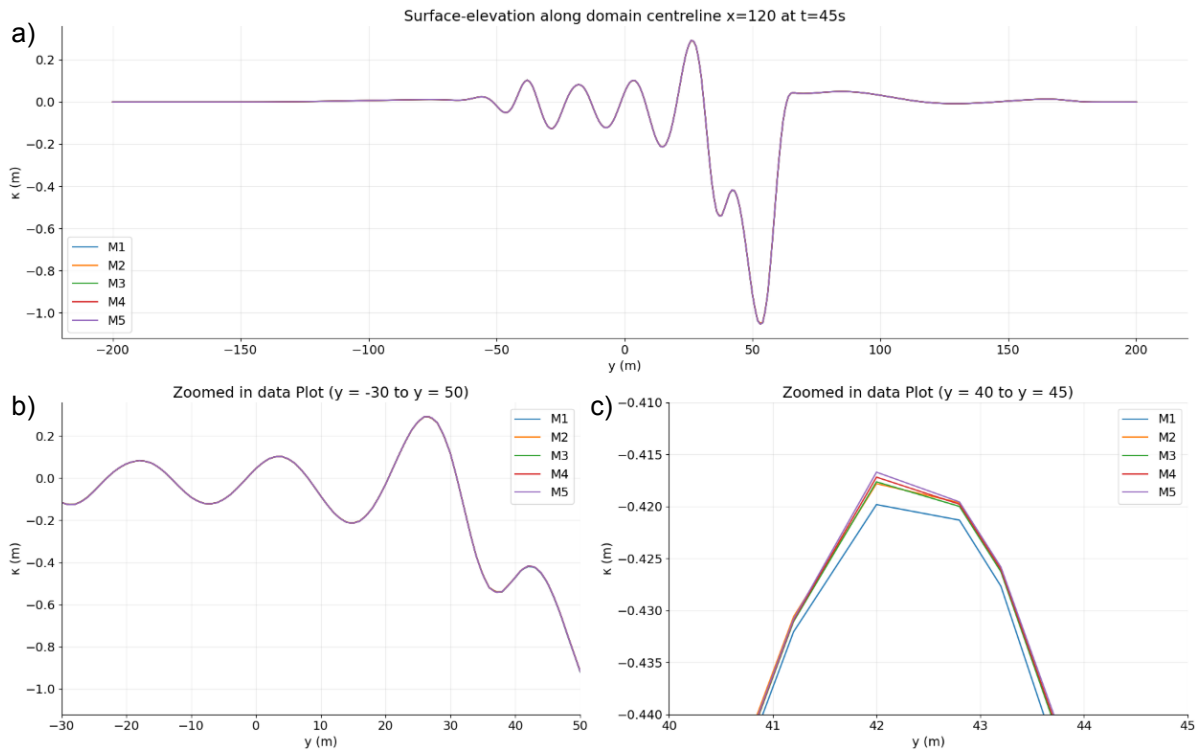 a)
Surface-elevation along domain centreline x=120 at t=45s
κ (m)
0.2
0.0
−0.2
−0.4
−0.6
−0.8
−1.0
M1
M2
M3
M4
M5
−200 −150 −100 −50 0 50 100 150 200
y (m)
b)
Zoomed in data Plot (y = -30 to y = 50)
κ (m)
0.2
0.0
−0.2
−0.4
−0.6
−0.8
−1.0
M1
M2
M3
M4
M5
−30 −20 −10 0 10 20 30 40 50
y (m)
c)
Zoomed in data Plot (y = 40 to y = 45)
κ (m)
−0.410
−0.415
−0.420
−0.425
−0.430
−0.435
−0.440
M1
M2
M3
M4
M5
40 41 42 43 44 45
y (m)